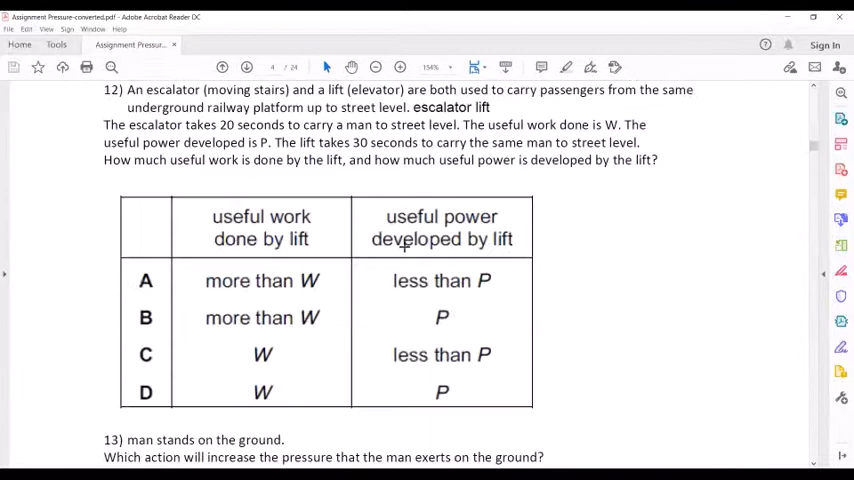 Assignment Pressure-converted.pdf - Adobe Acrobat Reader DC
File Edit View Sign Window Help
Home Tools Assignment Pressur... × Sign In
4 / 24 154%
12) An escalator (moving stairs) and a lift (elevator) are both used to carry passengers from the same
underground railway platform up to street level. escalator lift
The escalator takes 20 seconds to carry a man to street level. The useful work done is W. The
useful power developed is P. The lift takes 30 seconds to carry the same man to street level.
How much useful work is done by the lift, and how much useful power is developed by the lift?
useful work useful power
done by lift developed by lift
A more than W less than P
B more than W P
C W less than P
D W P
13) man stands on the ground.
Which action will increase the pressure that the man exerts on the ground?